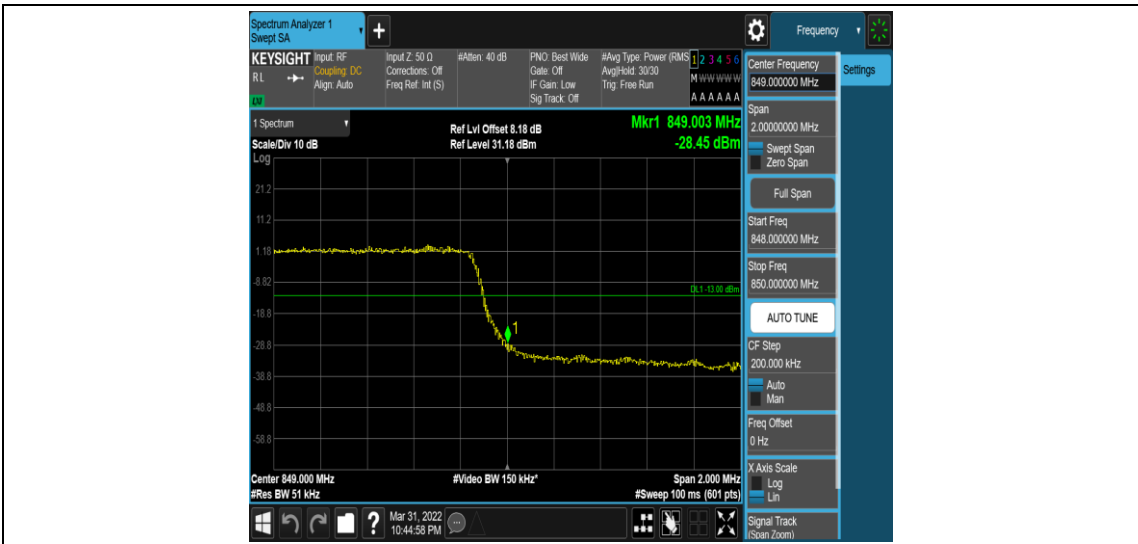 Spectrum Analyzer 1
Swept SA
+
Frequency
KEYSIGHT
RL
LXI
Input: RF
Coupling: DC
Align: Auto
Input Z: 50 Ω
Corrections: Off
Freq Ref: Int (S)
#Atten: 40 dB
PNO: Best Wide
Gate: Off
IF Gain: Low
Sig Track: Off
#Avg Type: Power (RMS
Avg|Hold: 30/30
Trig: Free Run
1 2 3 4 5 6
M W W W W W
A A A A A A
Center Frequency
849.000000 MHz
Settings
1 Spectrum
Scale/Div 10 dB
Log
Ref Lvl Offset 8.18 dB
Ref Level 31.18 dBm
Mkr1 849.003 MHz
-28.45 dBm
21.2
11.2
1.18
-8.82
-18.8
-28.8
-38.8
-48.8
-58.8
DL1 -13.00 dBm
1
Center 849.000 MHz
#Res BW 51 kHz
#Video BW 150 kHz*
Span 2.000 MHz
#Sweep 100 ms (601 pts)
Span
2.00000000 MHz
Swept Span
Zero Span
Full Span
Start Freq
848.000000 MHz
Stop Freq
850.000000 MHz
AUTO TUNE
CF Step
200.000 kHz
Auto
Man
Freq Offset
0 Hz
X Axis Scale
Log
Lin
Signal Track
(Span Zoom)
?
Mar 31, 2022
10:44:58 PM